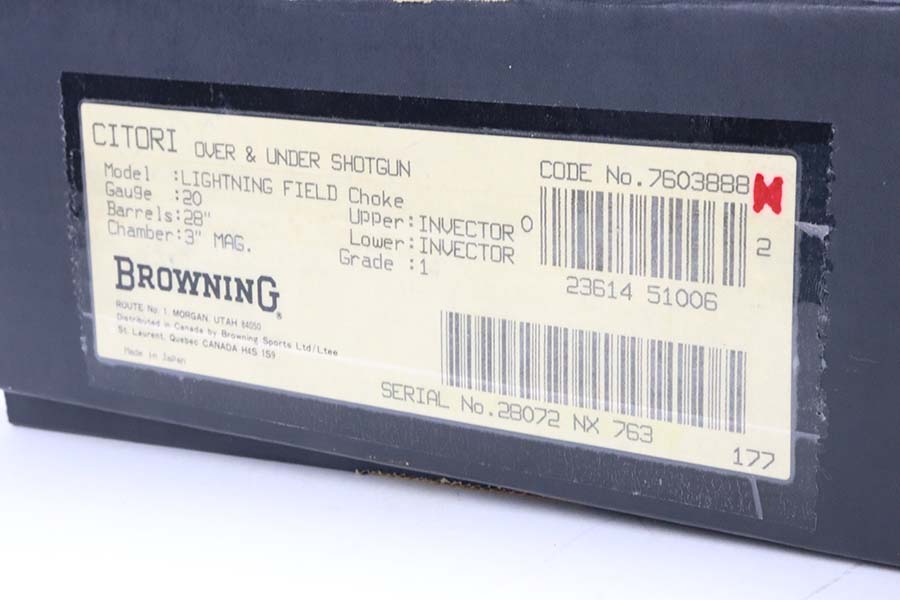 CITORI OVER & UNDER SHOTGUN
Model :LIGHTNING FIELD
Gauge :20
Barrels:28"
Chamber:3" MAG.
Choke
Upper:INVECTOR
Lower:INVECTOR
Grade :1
BROWNING®
ROUTE No. 1, MORGAN, UTAH 84050
Distributed in Canada by Browning Sports Ltd/Ltee
St. Laurent, Quebec CANADA H4S 1S9
Made in Japan
CODE No.7603888
0
2
23614 51006
SERIAL No.28072 NX 763
177